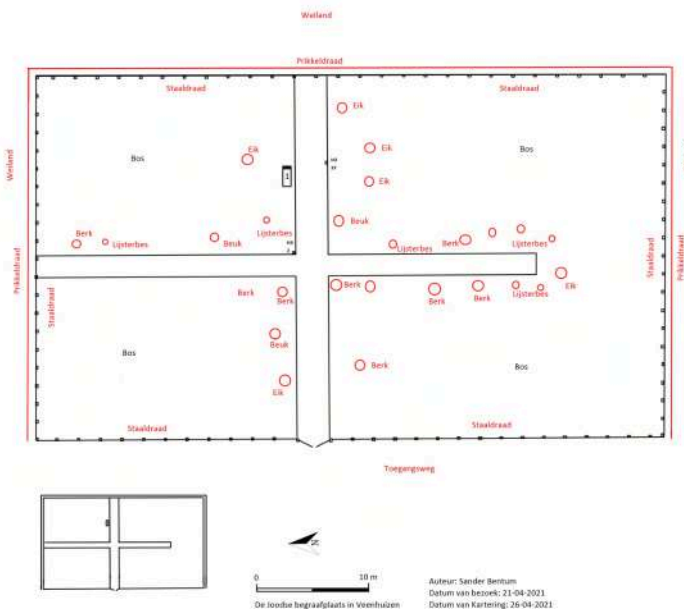 Weiland
Prikkeldraad
Staaldraad
Staaldraad
Eik
Bos
Eik
Eik
Bos
Weiland
1
Eik
Lijsterbes
Beuk
Berk
Lijsterbes
Beuk
Lijsterbes
Berk
Lijsterbes
Prikkeldraad
Staaldraad
Staaldraad
Prikkeldraad
Eik
Berk
Berk
Berk
Berk
Berk
Lijsterbes
Beuk
Bos
Berk
Bos
Eik
Staaldraad
Staaldraad
Toegangsweg
N
0 10 m
De Joodse begraafplaats in Veenhuizen
Auteur: Sander Bentum
Datum van bezoek: 21-04-2021
Datum van Kartering: 26-04-2021